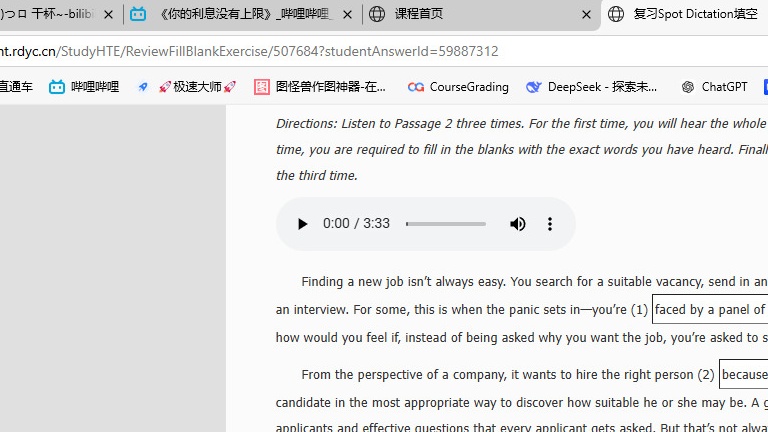 )つロ 干杯~-bilibi
《你的利息没有上限》_哔哩哔哩_
课程首页
复习Spot Dictation填空
nt.rdyc.cn/StudyHTE/ReviewFillBlankExercise/507684?studentAnswerId=59887312
直通车 哔哩哔哩 🚀极速大师🚀 图怪兽作图神器-在... CourseGrading DeepSeek - 探索未... ChatGPT
Directions: Listen to Passage 2 three times. For the first time, you will hear the whole
time, you are required to fill in the blanks with the exact words you have heard. Finall
the third time.
0:00 / 3:33
Finding a new job isn’t always easy. You search for a suitable vacancy, send in an
an interview. For some, this is when the panic sets in—you’re (1) faced by a panel of
how would you feel if, instead of being asked why you want the job, you’re asked to s
From the perspective of a company, it wants to hire the right person (2) because
candidate in the most appropriate way to discover how suitable he or she may be. A g
applicants and effective questions that every applicant gets asked. But that’s not alwa